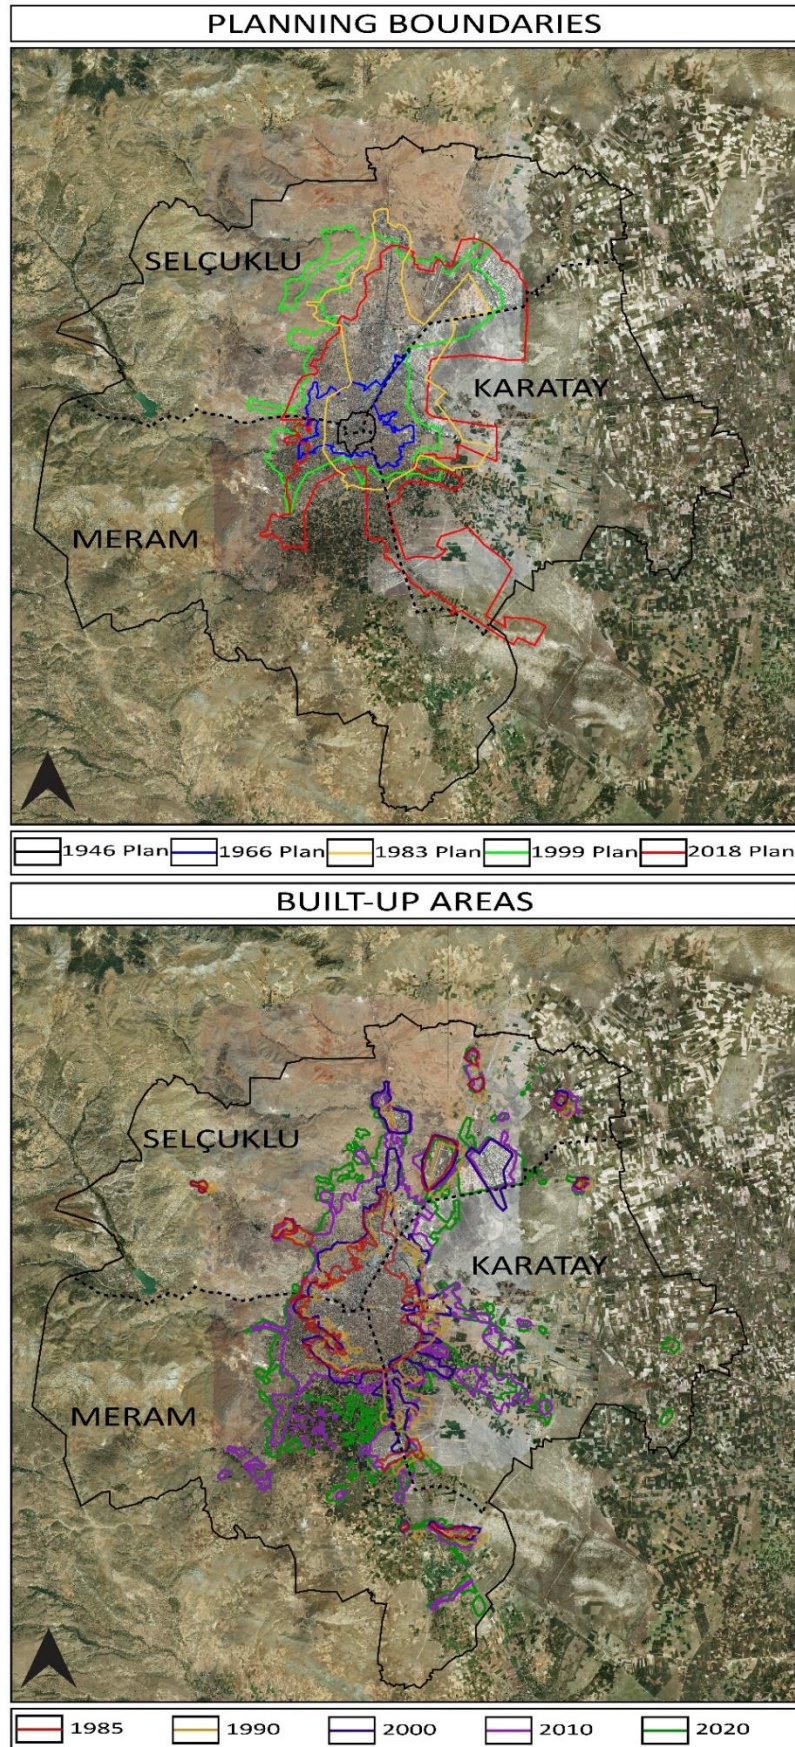 PLANNING BOUNDARIES
SELÇUKLU
KARATAY
MERAM
1946 Plan 1966 Plan 1983 Plan 1999 Plan 2018 Plan
BUILT-UP AREAS
SELÇUKLU
KARATAY
MERAM
1985 1990 2000 2010 2020